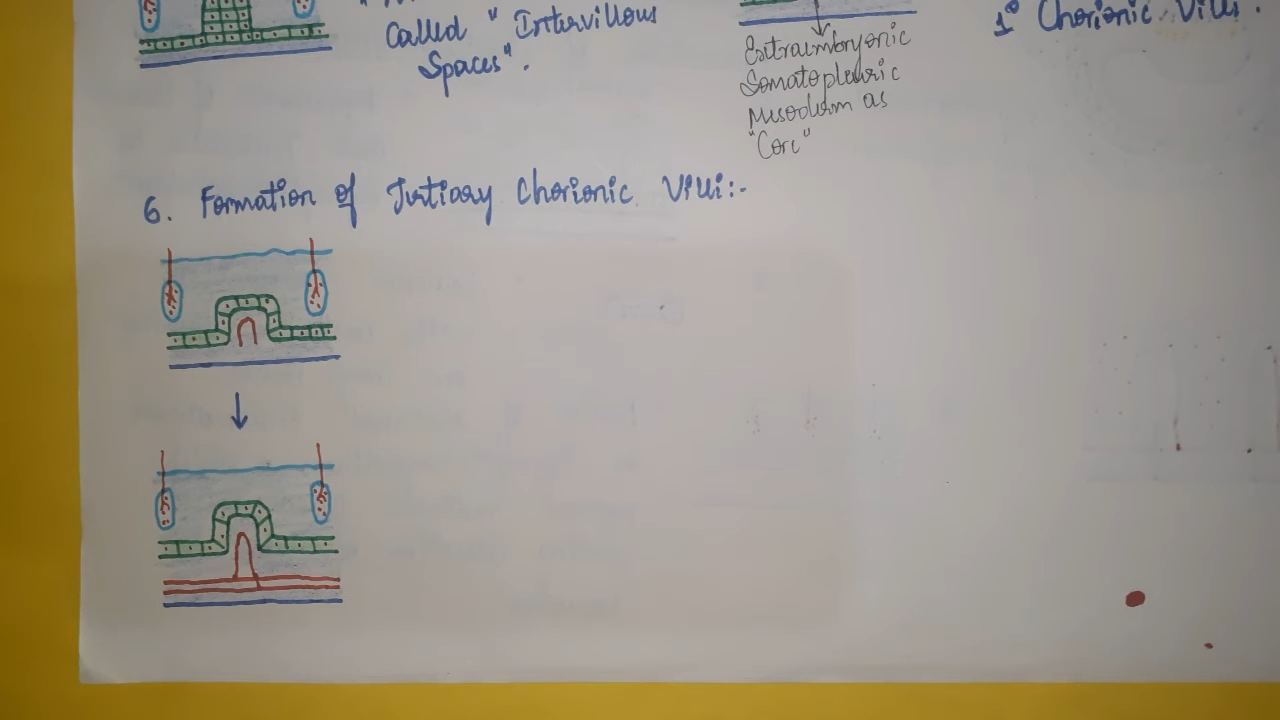 Called "Intervillous
Spaces".
Extraembryonic
Somatopleuric
Mesoderm as
"Core"
1° Chorionic Villi.
6. Formation of Tertiary Chorionic Villi:-